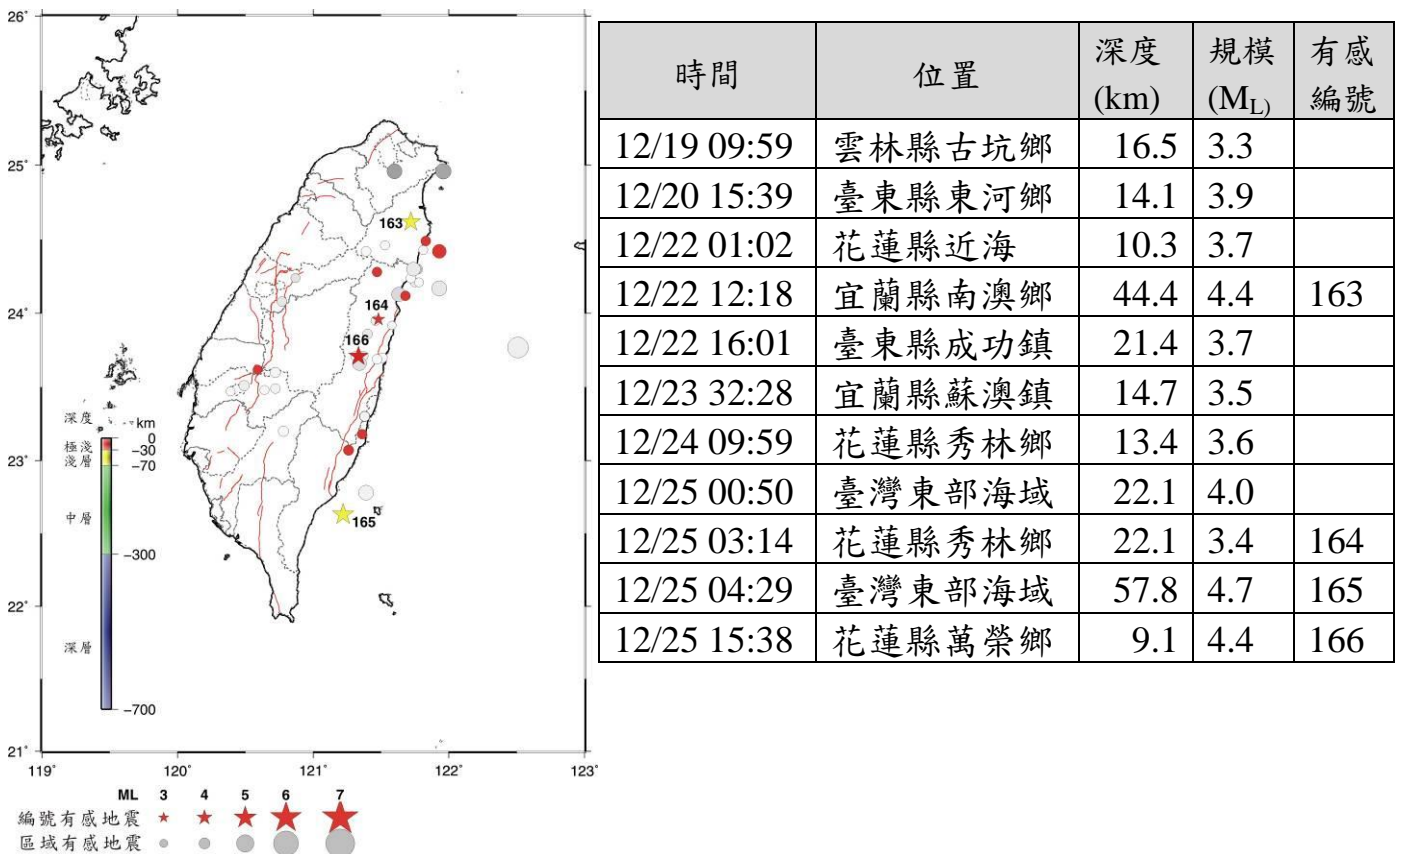 26°
25°
24°
23°
22°
21°
119°
120°
121°
122°
123°
163
164
166
165
深度
km
極淺
淺層
中層
深層
0
−30
−70
−300
−700
ML 3 4 5 6 7
編號有感地震
區域有感地震
時間 位置 深度 (km) 規模 (ML) 有感編號
12/19 09:59 雲林縣古坑鄉 16.5 3.3
12/20 15:39 臺東縣東河鄉 14.1 3.9
12/22 01:02 花蓮縣近海 10.3 3.7
12/22 12:18 宜蘭縣南澳鄉 44.4 4.4 163
12/22 16:01 臺東縣成功鎮 21.4 3.7
12/23 32:28 宜蘭縣蘇澳鎮 14.7 3.5
12/24 09:59 花蓮縣秀林鄉 13.4 3.6
12/25 00:50 臺灣東部海域 22.1 4.0
12/25 03:14 花蓮縣秀林鄉 22.1 3.4 164
12/25 04:29 臺灣東部海域 57.8 4.7 165
12/25 15:38 花蓮縣萬榮鄉 9.1 4.4 166